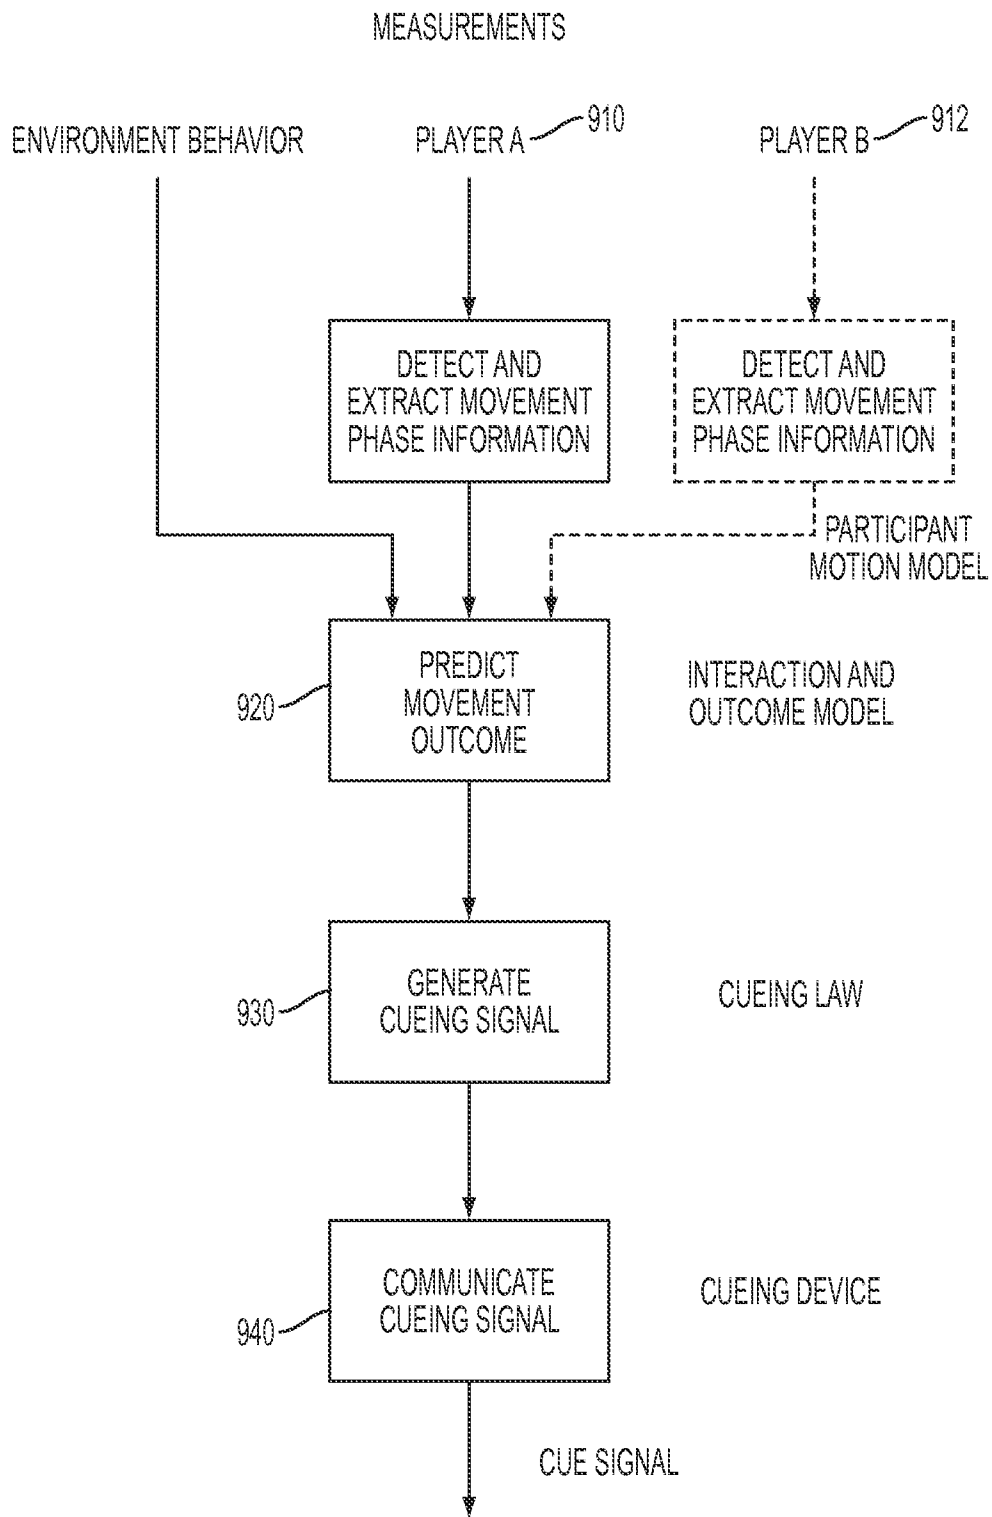 MEASUREMENTS
ENVIRONMENT BEHAVIOR
PLAYER A
910
PLAYER B
912
DETECT AND
EXTRACT MOVEMENT
PHASE INFORMATION
DETECT AND
EXTRACT MOVEMENT
PHASE INFORMATION
PARTICIPANT
MOTION MODEL
PREDICT
MOVEMENT
OUTCOME
920
INTERACTION AND
OUTCOME MODEL
GENERATE
CUEING SIGNAL
930
CUEING LAW
COMMUNICATE
CUEING SIGNAL
940
CUEING DEVICE
CUE SIGNAL